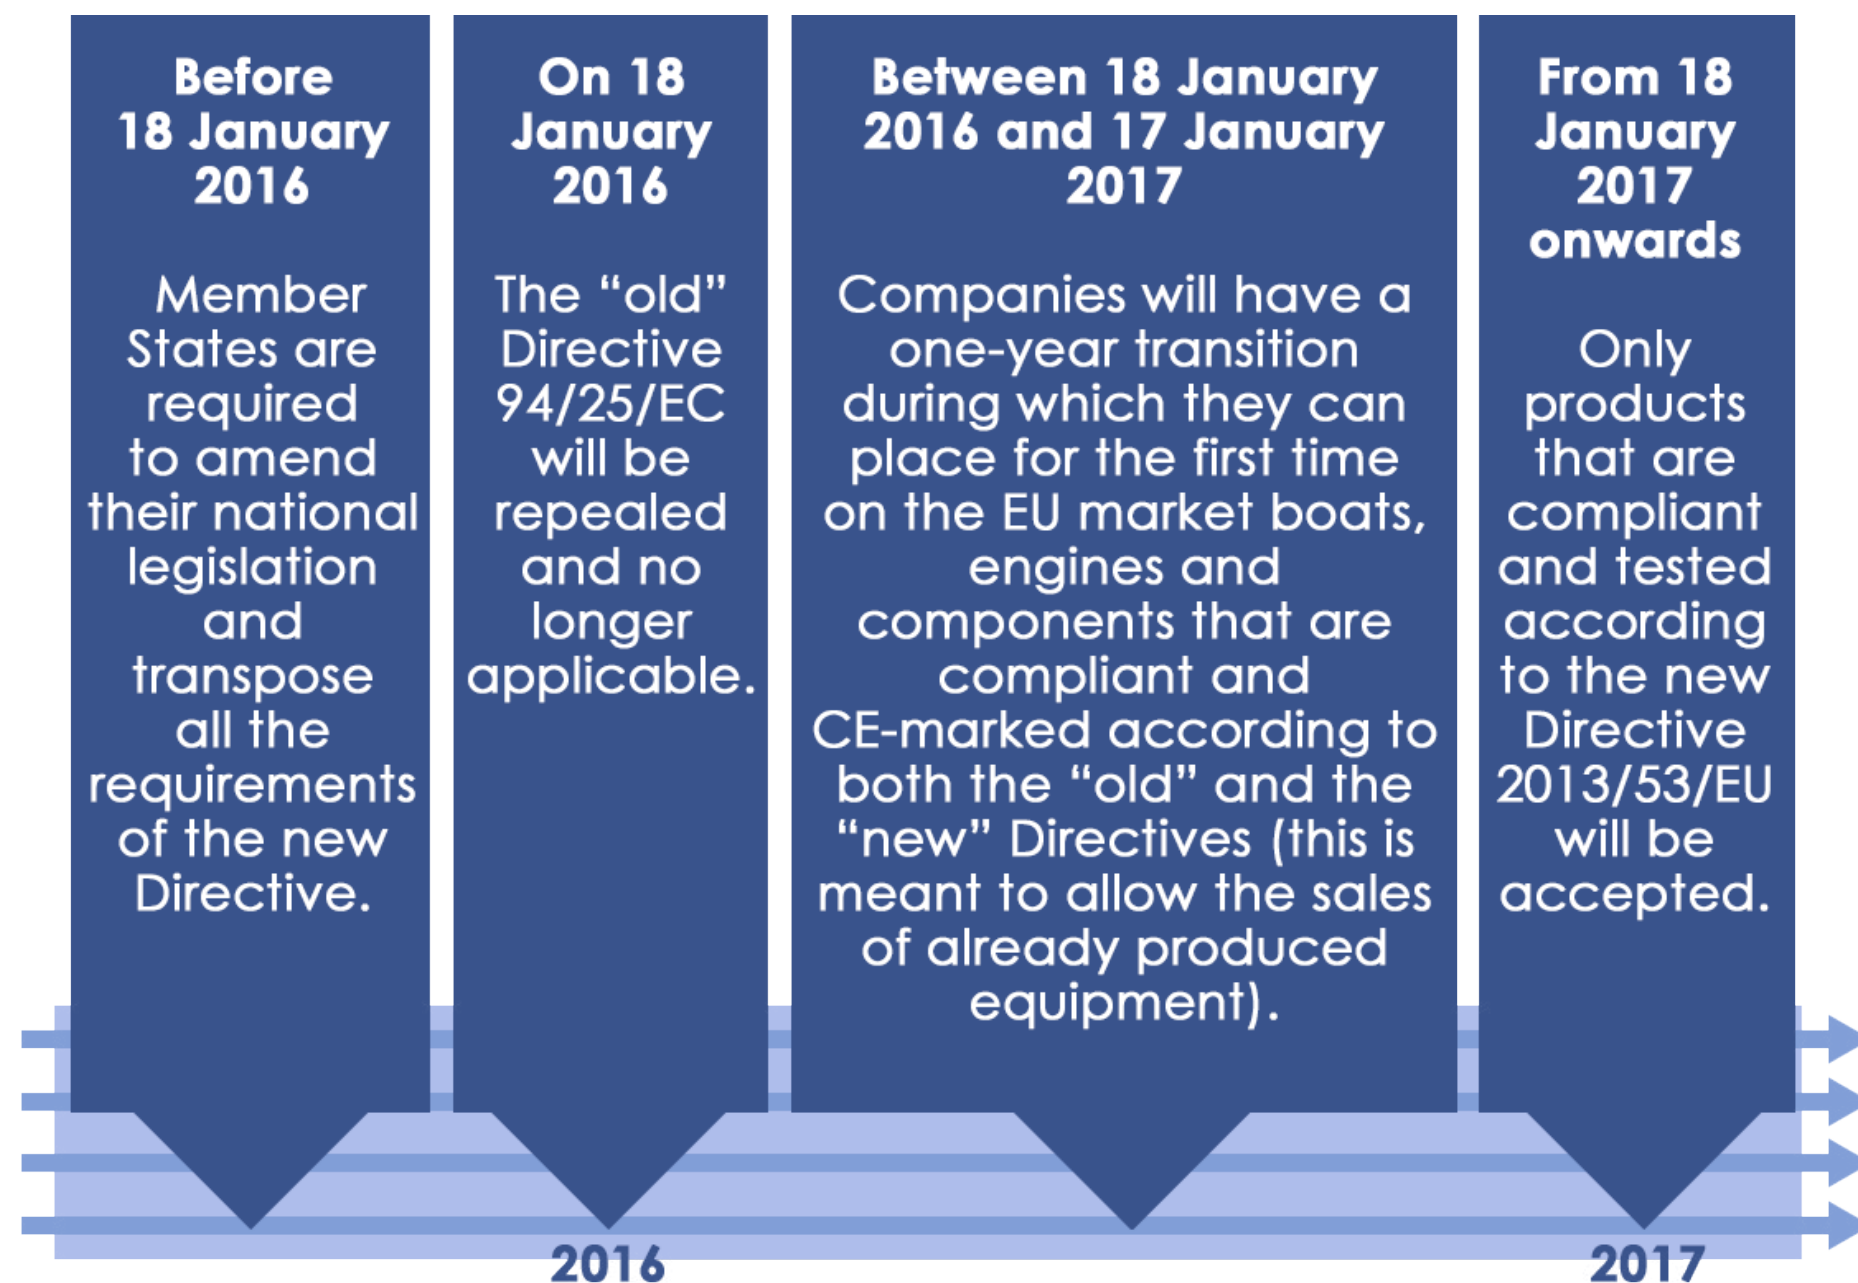 Before
18 January
2016
Member
States are
required
to amend
their national
legislation
and
transpose
all the
requirements
of the new
Directive.
On 18
January
2016
The “old”
Directive
94/25/EC
will be
repealed
and no
longer
applicable.
Between 18 January
2016 and 17 January
2017
Companies will have a
one-year transition
during which they can
place for the first time
on the EU market boats,
engines and
components that are
compliant and
CE-marked according to
both the “old” and the
“new” Directives (this is
meant to allow the sales
of already produced
equipment).
From 18
January
2017
onwards
Only
products
that are
compliant
and tested
according
to the new
Directive
2013/53/EU
will be
accepted.
2016
2017